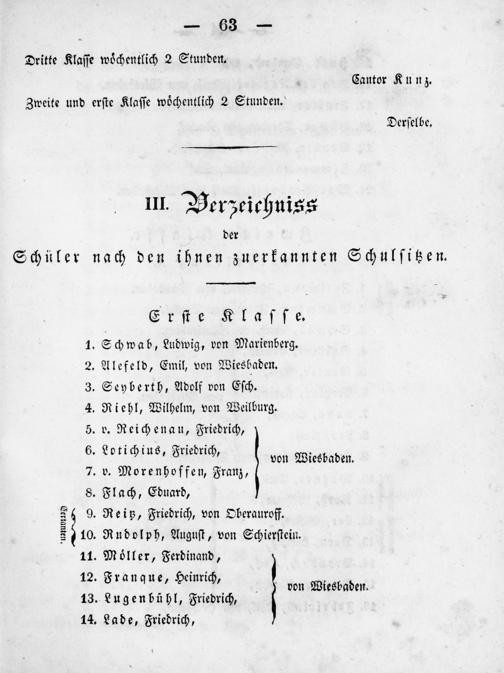 — 63 —
Dritte Klasse wöchentlich 2 Stunden.
Cantor Kunz.
Zweite und erste Klasse wöchentlich 2 Stunden.
Derselbe.
III. Verzeichniss
der
Schüler nach den ihnen zuerkannten Schulsitzen.
Erste Klasse.
1. Schwab, Ludwig, von Marienberg.
2. Alefeld, Emil, von Wiesbaden.
3. Seyberth, Adolf von Esch.
4. Riehl, Wilhelm, von Weilburg.
5. v. Reichenau, Friedrich,
6. Lotichius, Friedrich,
7. v. Morenhoffen, Franz,
8. Flach, Eduard,
von Wiesbaden.
9. Reitz, Friedrich, von Oberauroff.
10. Rudolph, August, von Schierstein.
11. Möller, Ferdinand,
12. Franque, Heinrich,
13. Lugenbühl, Friedrich,
14. Lade, Friedrich,
von Wiesbaden.